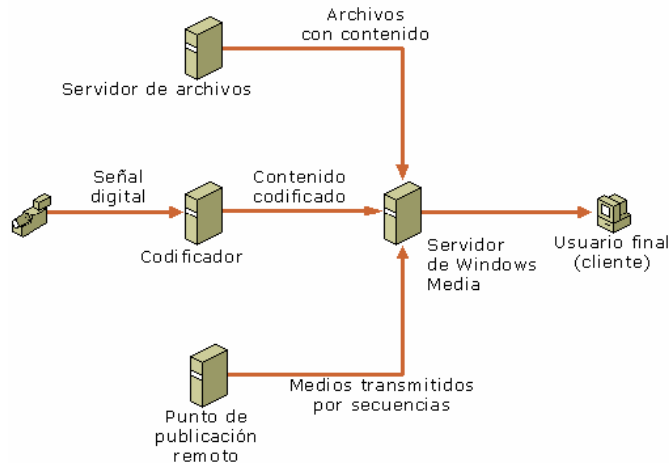 Archivos
con contenido
Servidor de archivos
Señal
digital
Contenido
codificado
Codificador
Servidor
de Windows
Media
Usuario final
(cliente)
Medios transmitidos
por secuencias
Punto de
publicación
remoto